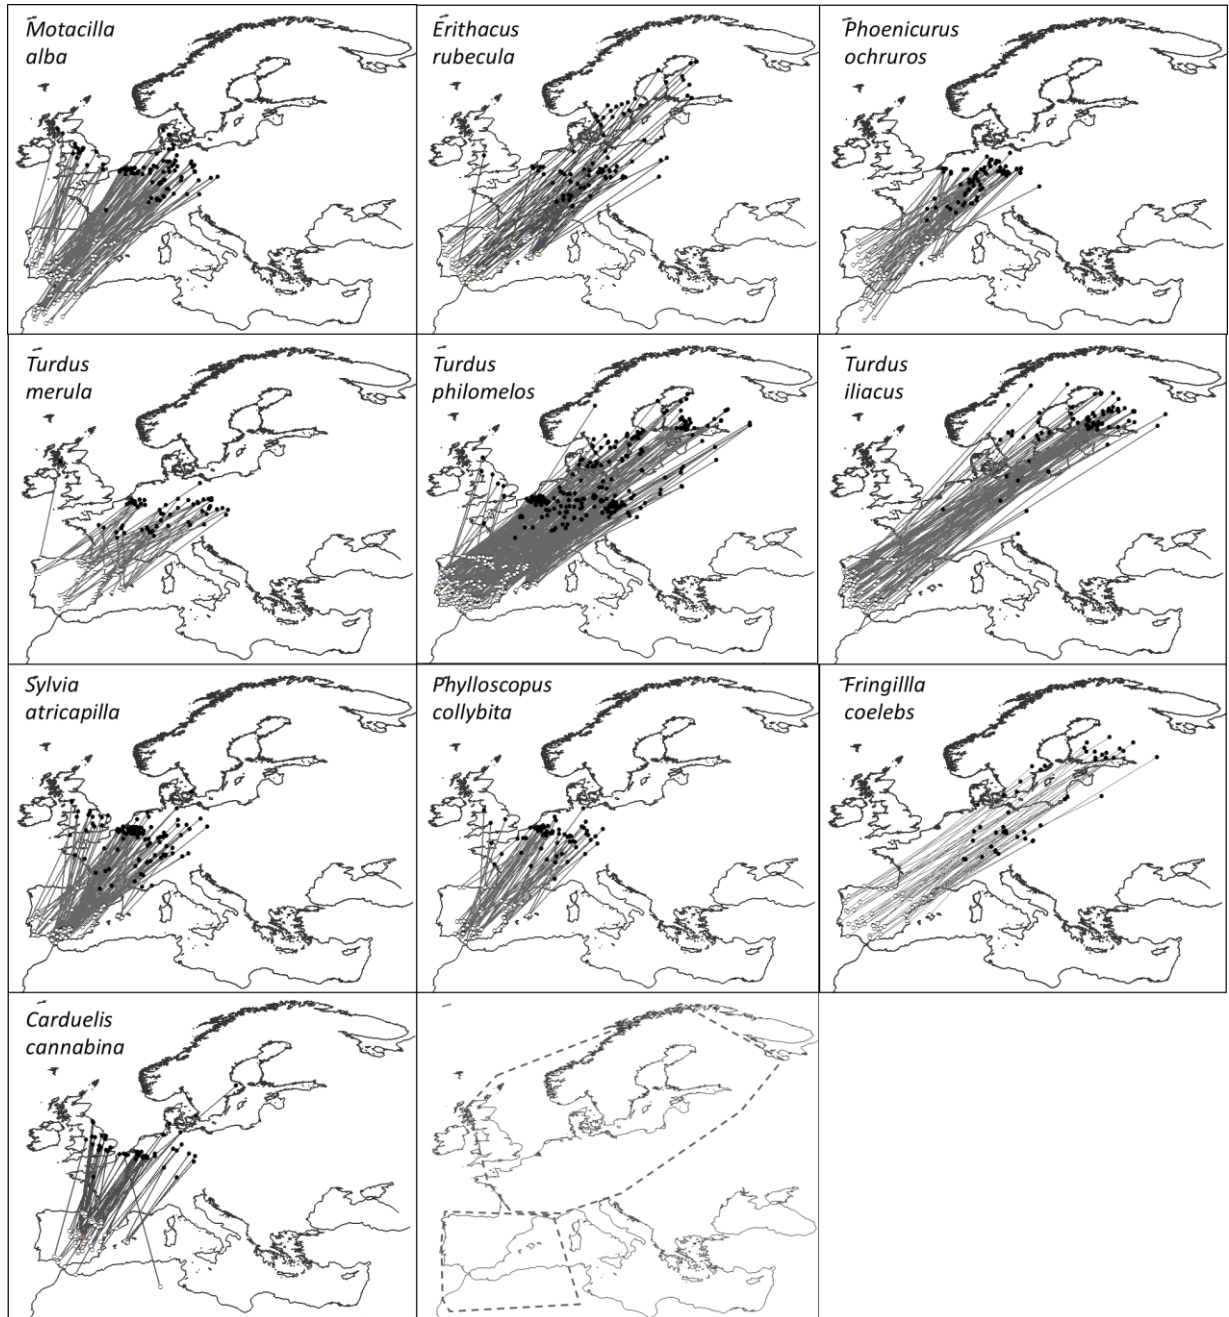 Motacilla
alba
Erithacus
rubecula
Phoenicurus
ochruros
Turdus
merula
Turdus
philomelos
Turdus
iliacus
Sylvia
atricapilla
Phylloscopus
collybita
Fringillla
coelebs
Carduelis
cannabina